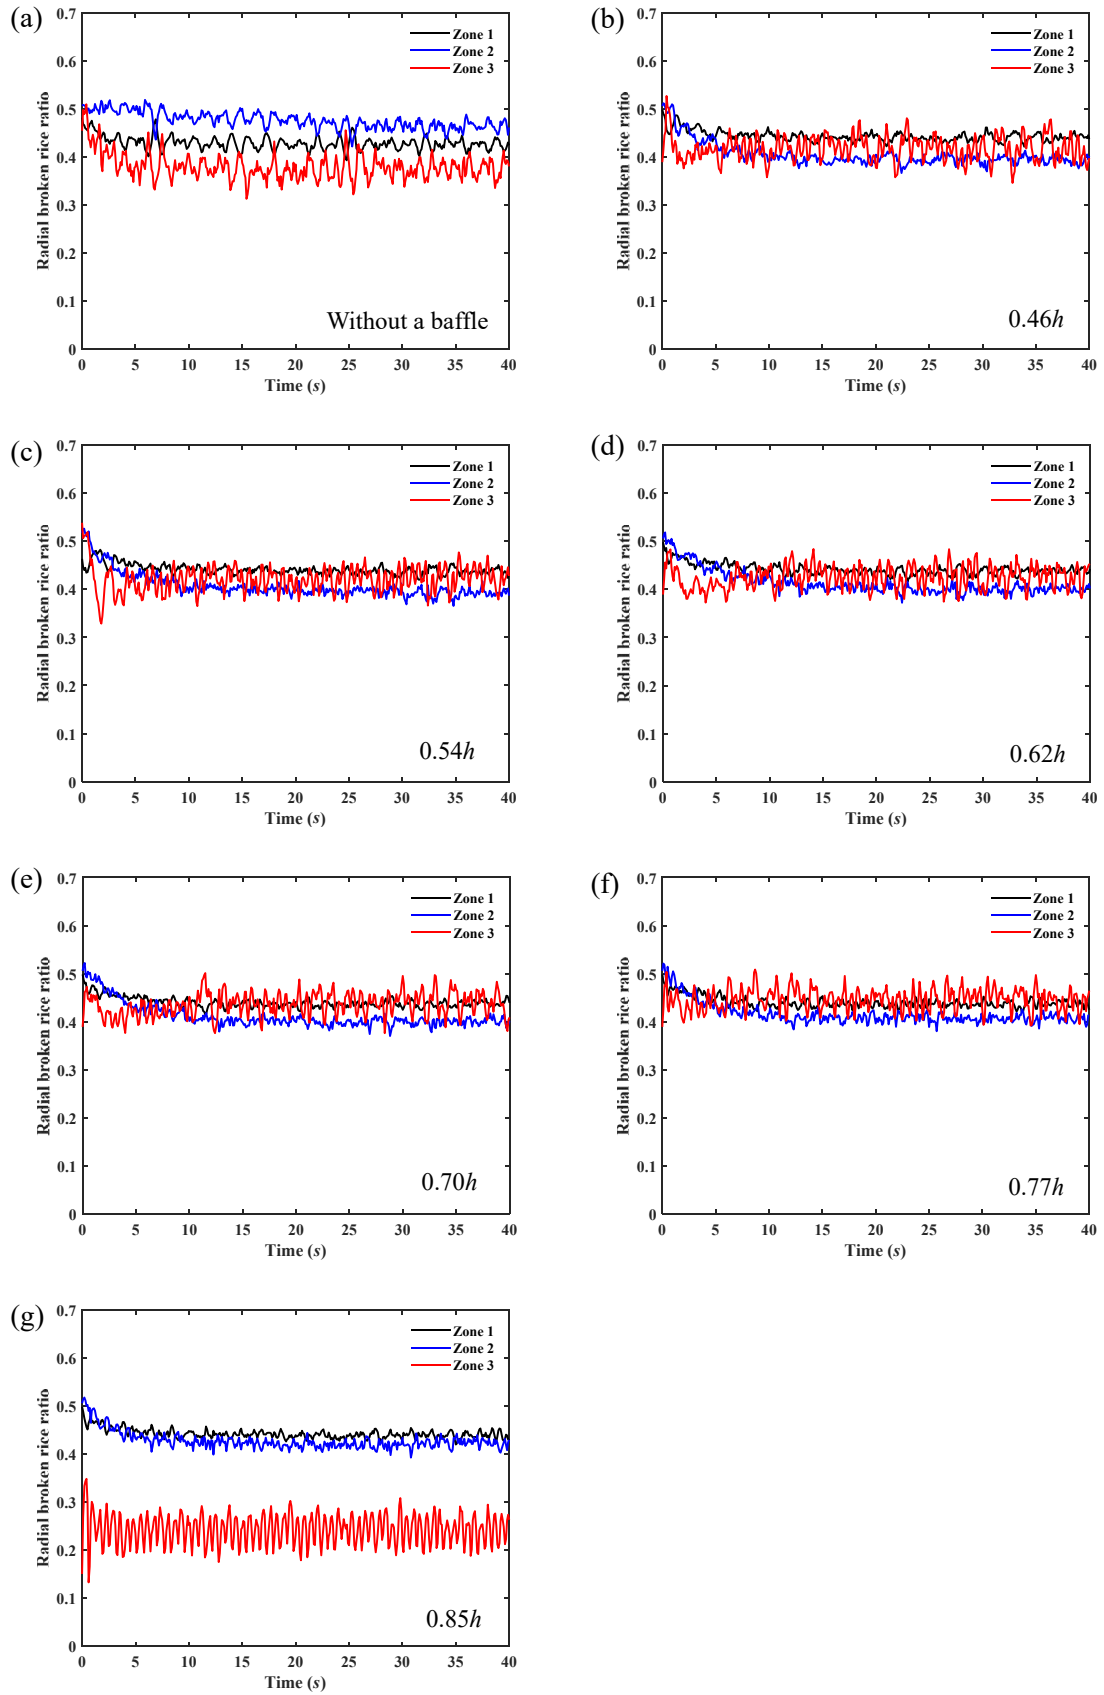 (a)
0.7
0.6
0.5
0.4
0.3
0.2
0.1
0
Radial broken rice ratio
Zone 1
Zone 2
Zone 3
Without a baffle
0 5 10 15 20 25 30 35 40
Time (s)
(b)
0.7
0.6
0.5
0.4
0.3
0.2
0.1
0
Radial broken rice ratio
Zone 1
Zone 2
Zone 3
0.46h
0 5 10 15 20 25 30 35 40
Time (s)
(c)
0.7
0.6
0.5
0.4
0.3
0.2
0.1
0
Radial broken rice ratio
Zone 1
Zone 2
Zone 3
0.54h
0 5 10 15 20 25 30 35 40
Time (s)
(d)
0.7
0.6
0.5
0.4
0.3
0.2
0.1
0
Radial broken rice ratio
Zone 1
Zone 2
Zone 3
0.62h
0 5 10 15 20 25 30 35 40
Time (s)
(e)
0.7
0.6
0.5
0.4
0.3
0.2
0.1
0
Radial broken rice ratio
Zone 1
Zone 2
Zone 3
0.70h
0 5 10 15 20 25 30 35 40
Time (s)
(f)
0.7
0.6
0.5
0.4
0.3
0.2
0.1
0
Radial broken rice ratio
Zone 1
Zone 2
Zone 3
0.77h
0 5 10 15 20 25 30 35 40
Time (s)
(g)
0.7
0.6
0.5
0.4
0.3
0.2
0.1
0
Radial broken rice ratio
Zone 1
Zone 2
Zone 3
0.85h
0 5 10 15 20 25 30 35 40
Time (s)